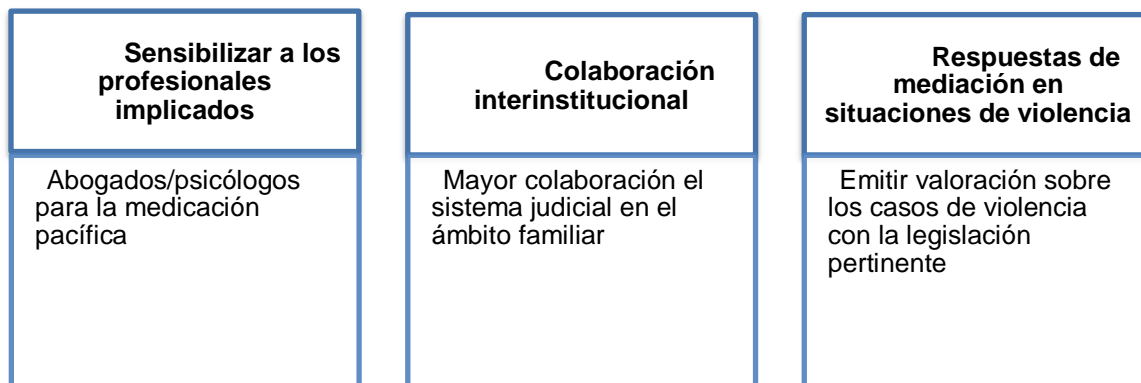 Sensibilizar a los
profesionales
implicados
Abogados/psicólogos
para la medicación
pacífica
Colaboración
interinstitucional
Mayor colaboración el
sistema judicial en el
ámbito familiar
Respuestas de
mediación en
situaciones de violencia
Emitir valoración sobre
los casos de violencia
con la legislación
pertinente